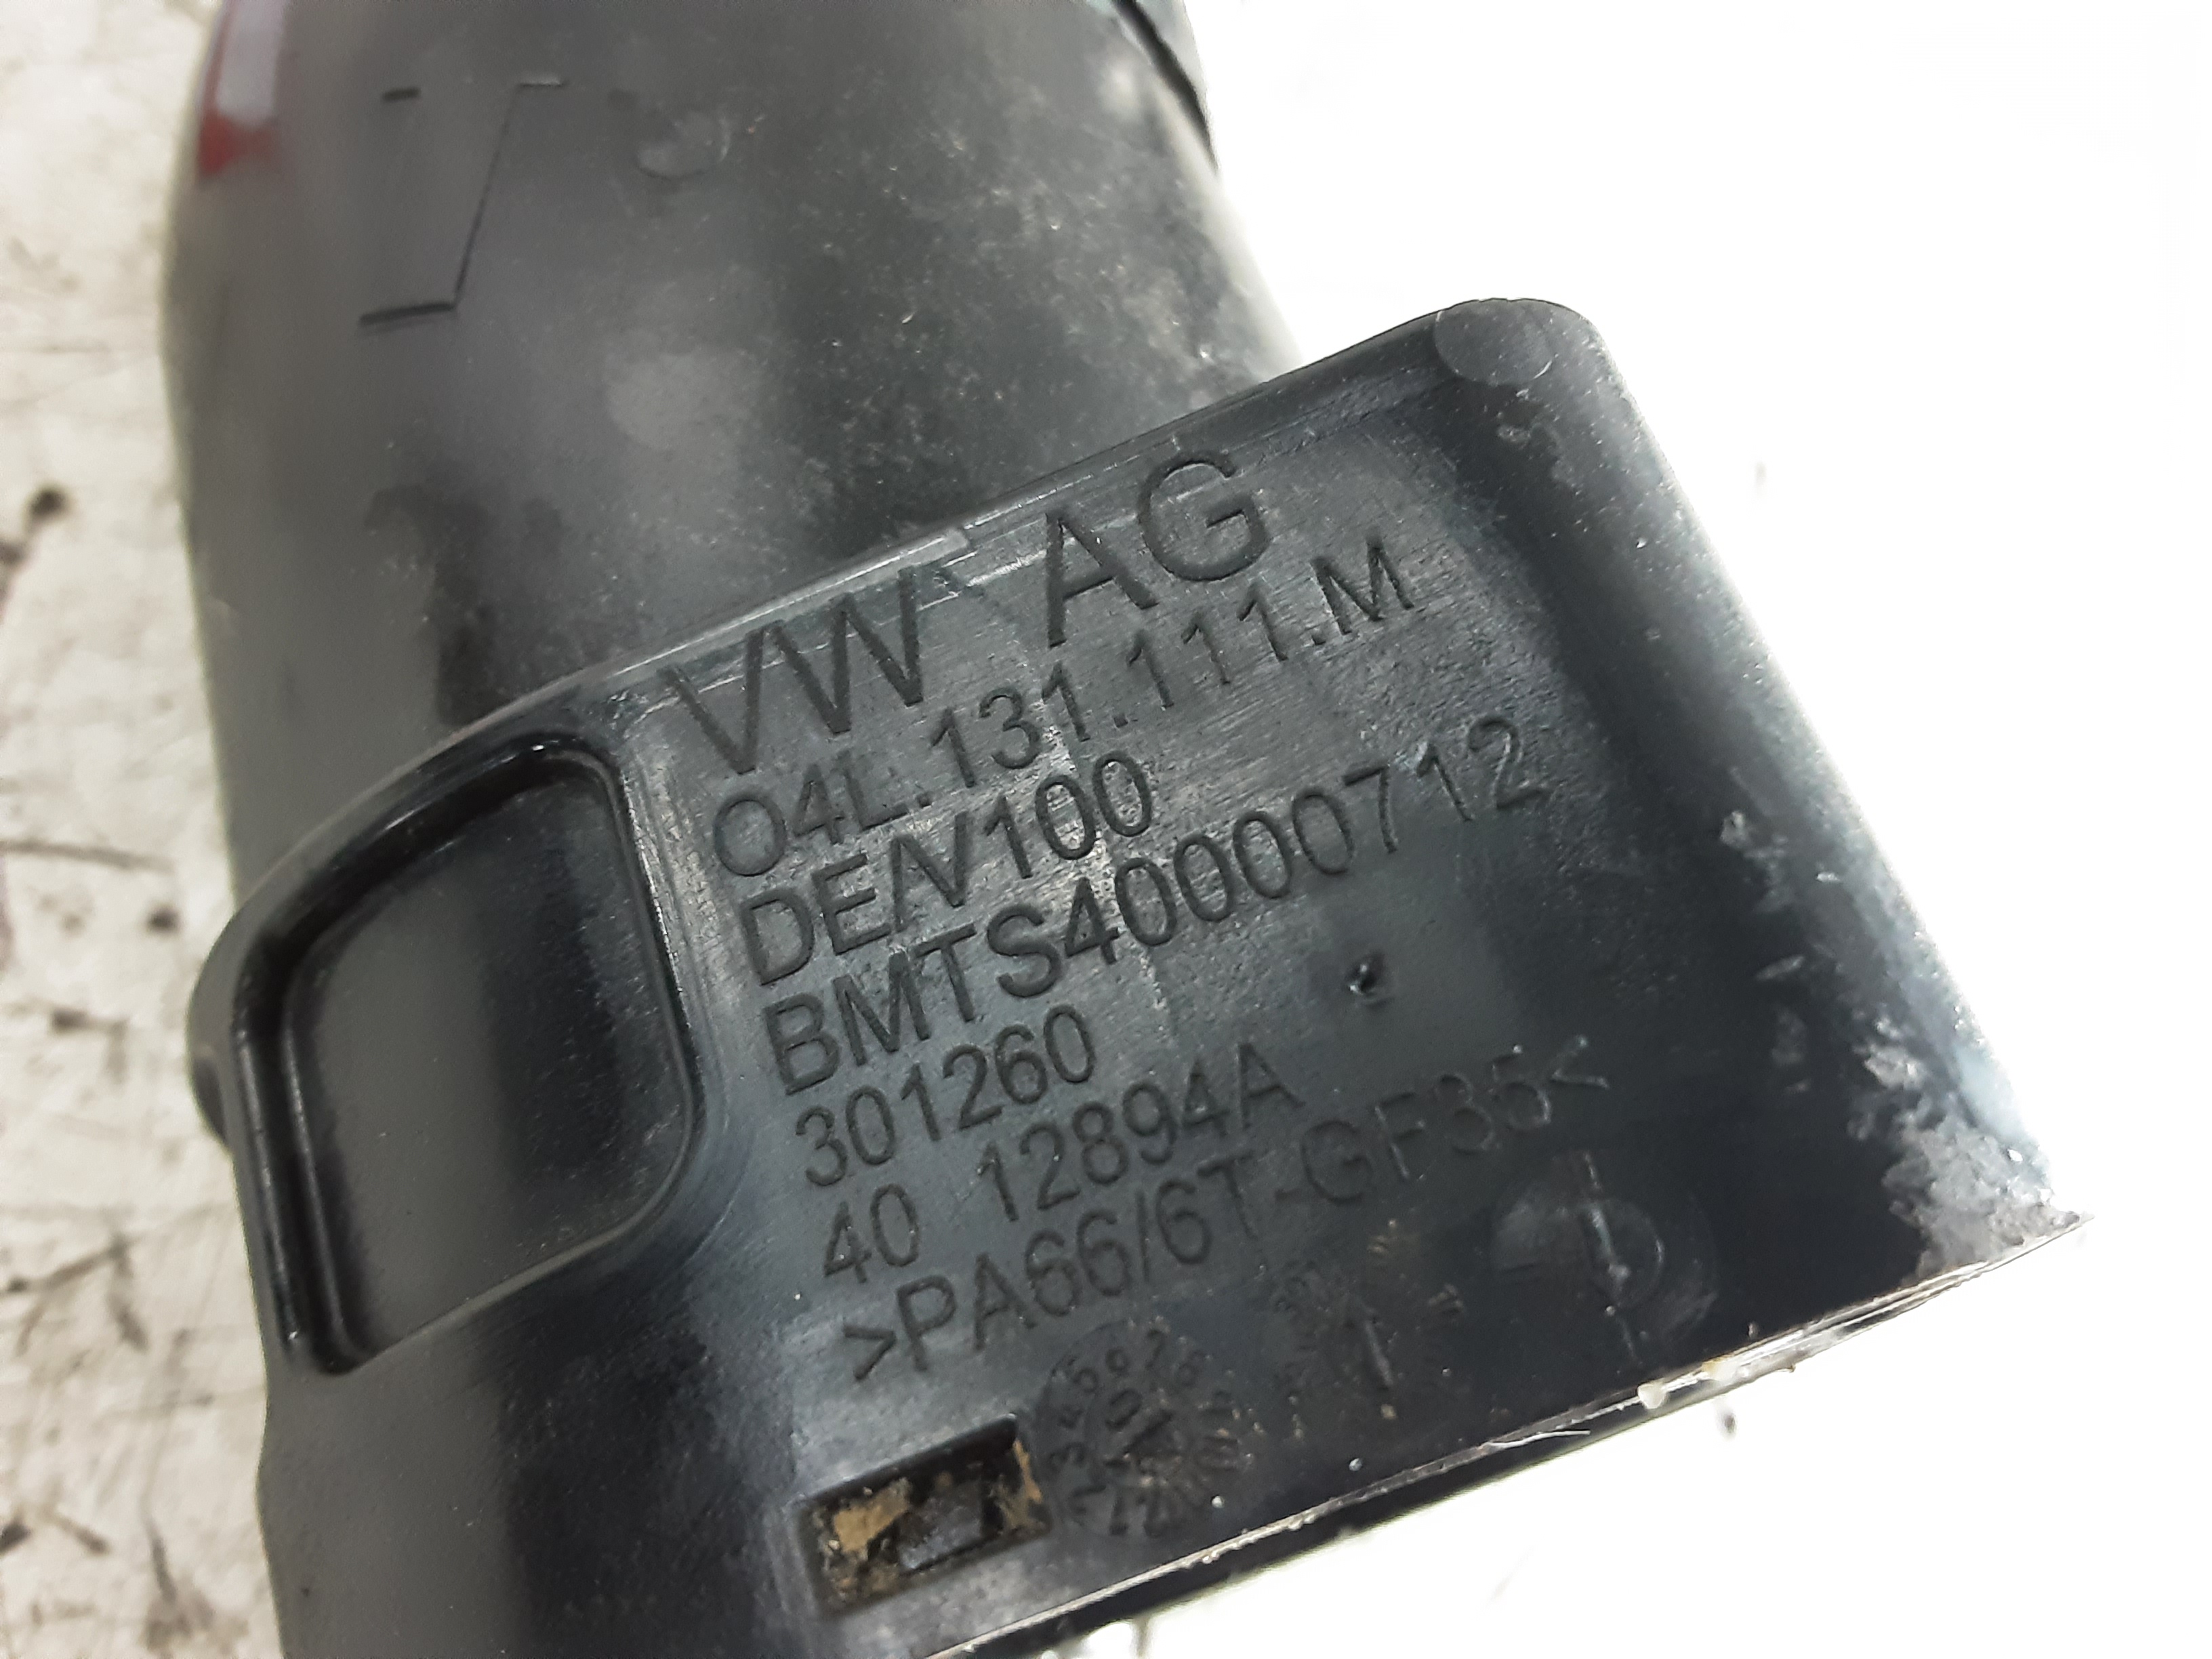 VW AG
04L.131.111.M
DE/V100
BMTS40000712
301260
40 12894A
>PA66/6T-GF35<